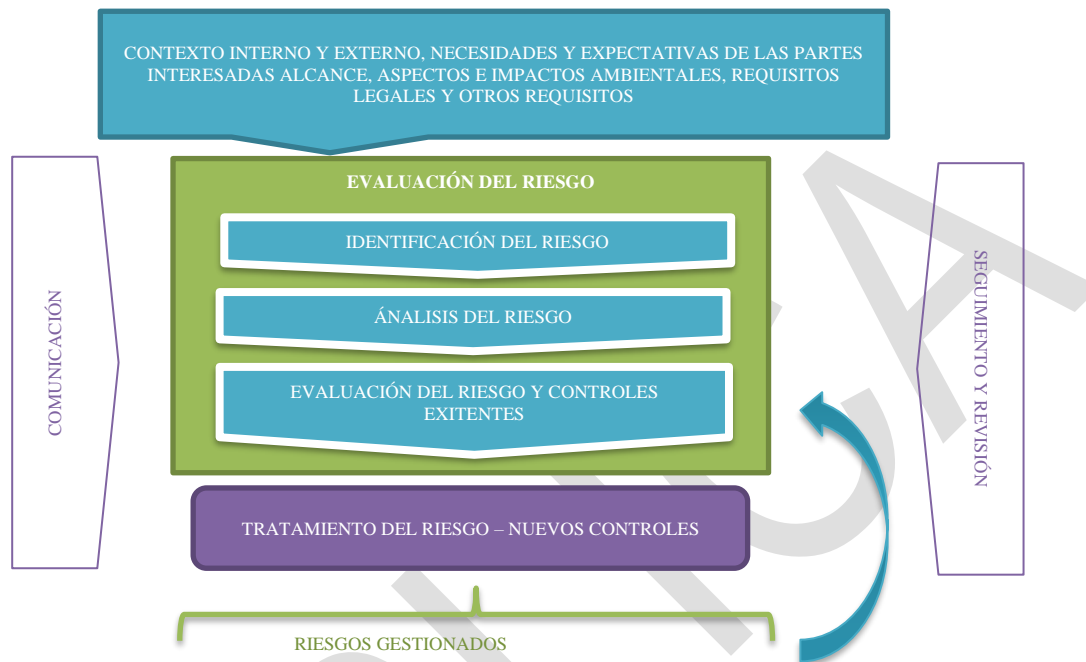 CONTEXTO INTERNO Y EXTERNO, NECESIDADES Y EXPECTATIVAS DE LAS PARTES
INTERESADAS ALCANCE, ASPECTOS E IMPACTOS AMBIENTALES, REQUISITOS
LEGALES Y OTROS REQUISITOS
COMUNICACIÓN
EVALUACIÓN DEL RIESGO
IDENTIFICACIÓN DEL RIESGO
ÁNALISIS DEL RIESGO
EVALUACIÓN DEL RIESGO Y CONTROLES
EXITENTES
TRATAMIENTO DEL RIESGO – NUEVOS CONTROLES
RIESGOS GESTIONADOS
SEGUIMIENTO Y REVISIÓN